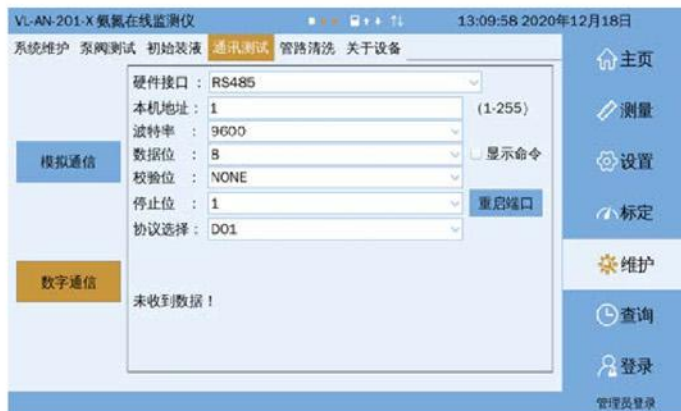 VL-AN-201-X 氨氮在线监测仪 13:09:58 2020年12月18日
系统维护 泵阀测试 初始装液 通讯测试 管路清洗 关于设备
主页
测量
设置
标定
维护
查询
登录
管理员登录
模拟通信
数字通信
硬件接口 : RS485
本机地址 : 1 (1-255)
波特率 : 9600
数据位 : 8 显示命令
校验位 : NONE
停止位 : 1 重启端口
协议选择 : D01
未收到数据!